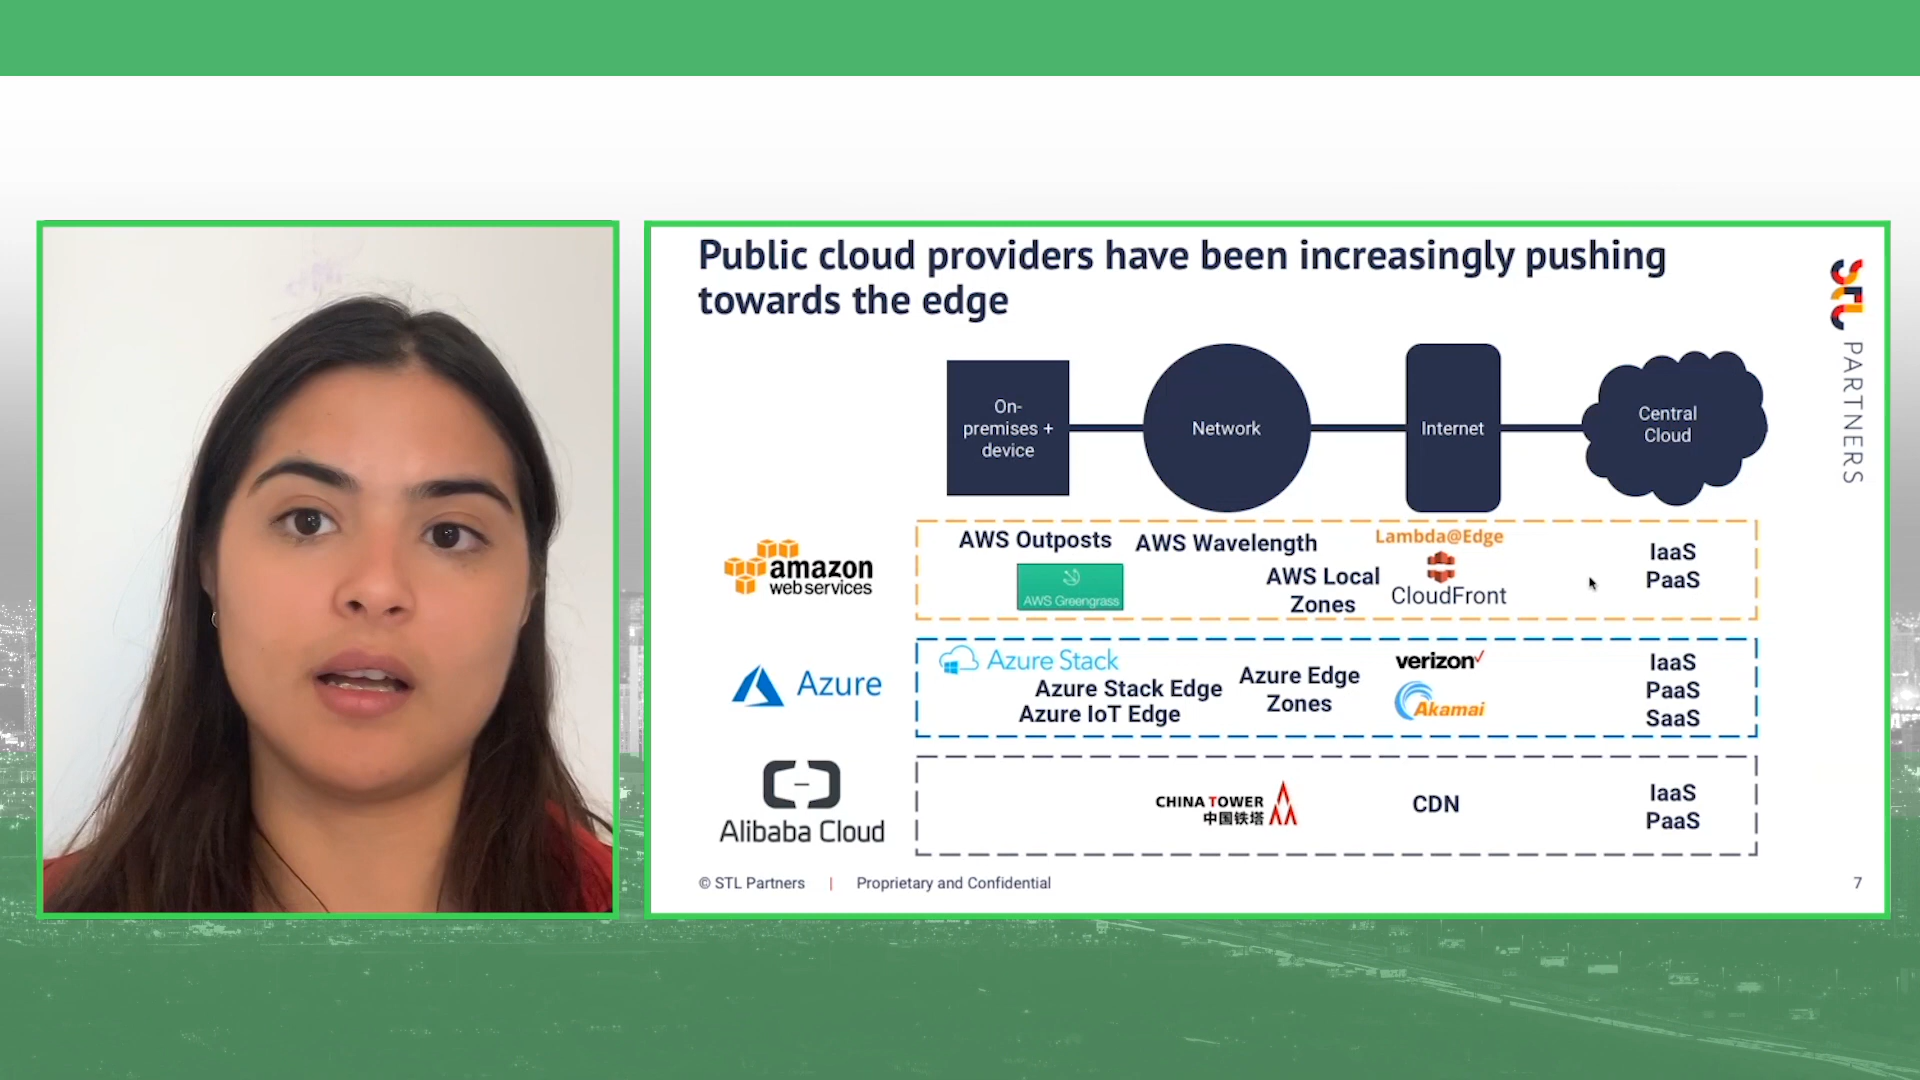 Public cloud providers have been increasingly pushing
towards the edge
STL
PARTNERS
On-
premises +
device
Network
Internet
Central
Cloud
amazon
webservices
AWS Outposts
AWS Greengrass
AWS Wavelength
AWS Local
Zones
Lambda@Edge
CloudFront
IaaS
PaaS
Azure
Azure Stack
Azure Stack Edge
Azure IoT Edge
Azure Edge
Zones
verizon
Akamai
IaaS
PaaS
SaaS
Alibaba Cloud
CHINA TOWER
中国铁塔
CDN
IaaS
PaaS
© STL Partners | Proprietary and Confidential
7